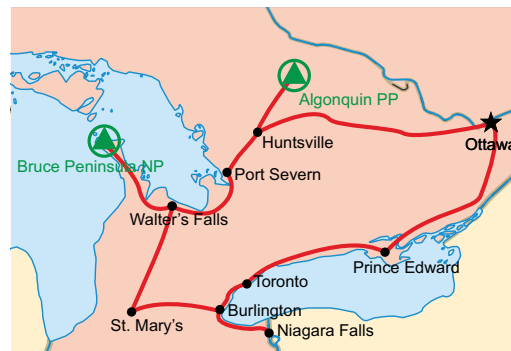 Algonquin PP
Ottawa
Huntsville
Bruce Peninsula NP
Port Severn
Walter's Falls
Prince Edward
Toronto
St. Mary's
Burlington
Niagara Falls